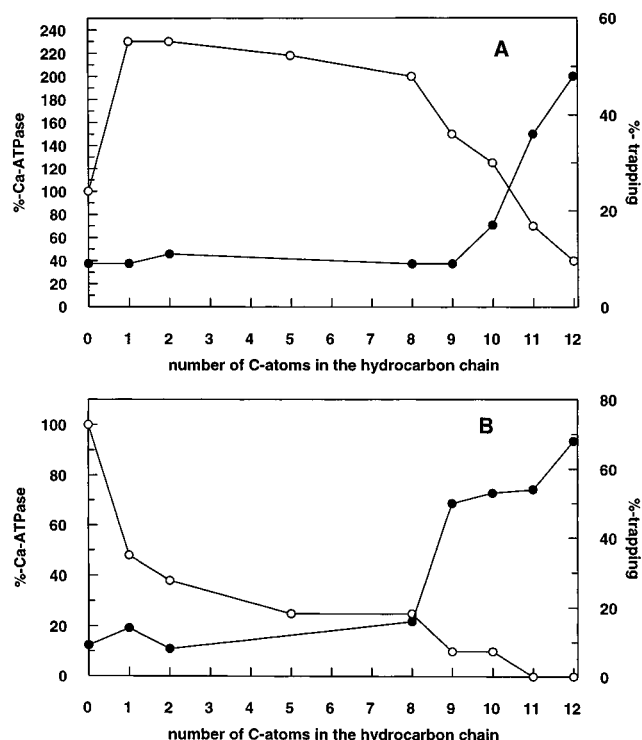 A
%-Ca-ATPase
240
220
200
180
160
140
120
100
80
60
40
20
0
60
40
20
0
%-trapping
0 1 2 3 4 5 6 7 8 9 10 11 12
number of C-atoms in the hydrocarbon chain
B
%-Ca-ATPase
100
80
60
40
20
0
80
60
40
20
0
%-trapping
0 1 2 3 4 5 6 7 8 9 10 11 12
number of C-atoms in the hydrocarbon chain